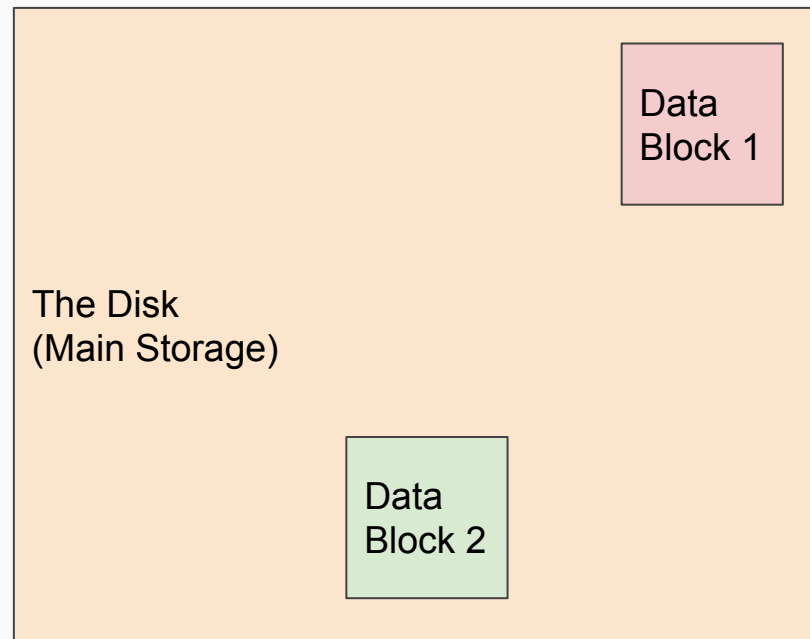 Data
Block 1
The Disk
(Main Storage)
Data
Block 2